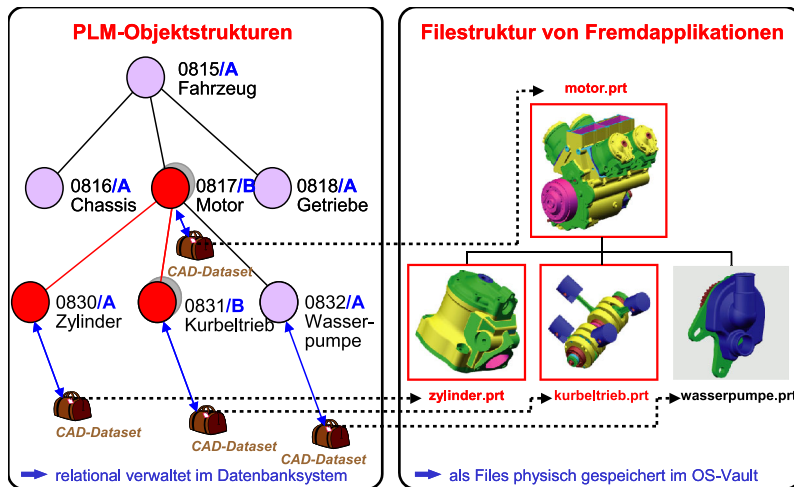 PLM-Objektstrukturen
0815/A
Fahrzeug
0816/A
Chassis
0817/B
Motor
0818/A
Getriebe
CAD-Dataset
0830/A
Zylinder
0831/B
Kurbeltrieb
0832/A
Wasser-
pumpe
CAD-Dataset
CAD-Dataset
CAD-Dataset
relational verwaltet im Datenbanksystem
Filestruktur von Fremdapplikationen
motor.prt
zylinder.prt
kurbeltrieb.prt
wasserpumpe.prt
als Files physisch gespeichert im OS-Vault